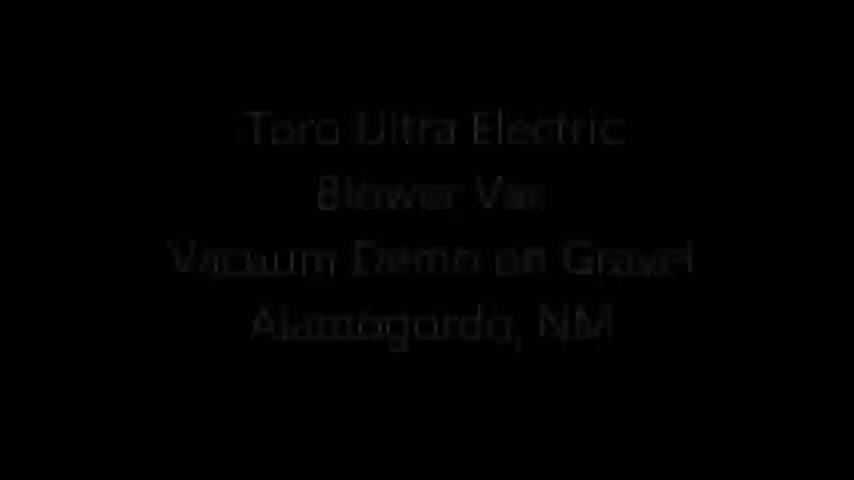 Toro Ultra Electric
Blower Vac
Vacuum Demo on Gravel
Alamogordo, NM